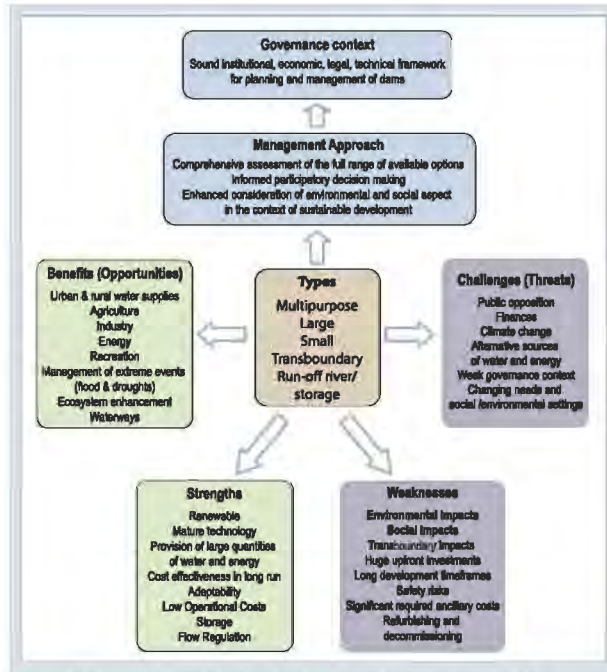 Governance context
Sound institutional, economic, legal, technical framework
for planning and management of dams
Management Approach
Comprehensive assessment of the full range of available options
Informed participatory decision making
Enhanced consideration of environmental and social aspect
in the context of sustainable development
Benefits (Opportunities)
Urban & rural water supplies
Agriculture
Industry
Energy
Recreation
Management of extreme events
(flood & droughts)
Ecosystem enhancement
Waterways
Types
Multipurpose
Large
Small
Transboundary
Run-off river/
storage
Challenges (Threats)
Public opposition
Finances
Climate change
Alternative sources
of water and energy
Weak governance context
Changing needs and
social /environmental settings
Strengths
Renewable
Mature technology
Provision of large quantities
of water and energy
Cost effectiveness in long run
Adaptability
Low Operational Costs
Storage
Flow Regulation
Weaknesses
Environmental Impacts
Social Impacts
Transboundary Impacts
Huge upfront investments
Long development timeframes
Safety risks
Significant required ancillary costs
Refurbishing and
decommissioning